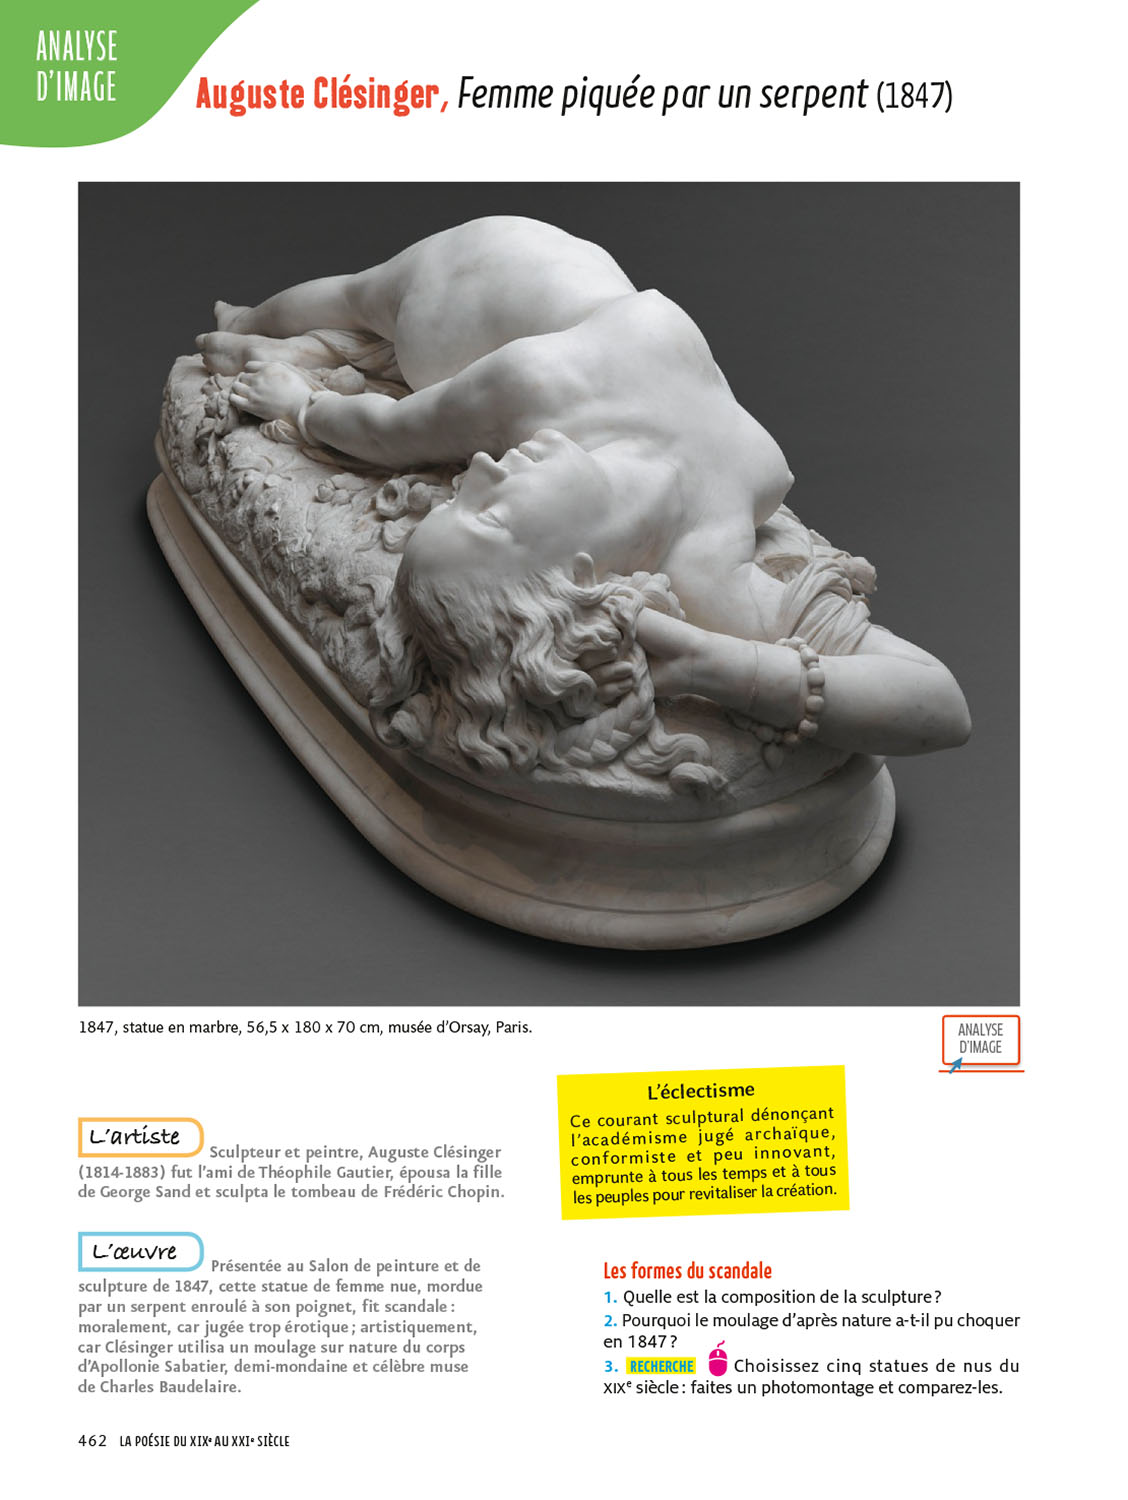 ANALYSE
D'IMAGE
Auguste Clésinger, Femme piquée par un serpent (1847)
1847, statue en marbre, 56,5 x 180 x 70 cm, musée d'Orsay, Paris.
ANALYSE
D'IMAGE
L'artiste
Sculpteur et peintre, Auguste Clésinger
(1814-1883) fut l'ami de Théophile Gautier, épousa la fille
de George Sand et sculpta le tombeau de Frédéric Chopin.
L'œuvre
Présentée au Salon de peinture et de
sculpture de 1847, cette statue de femme nue, mordue
par un serpent enroulé à son poignet, fit scandale :
moralement, car jugée trop érotique ; artistiquement,
car Clésinger utilisa un moulage sur nature du corps
d'Apollonie Sabatier, demi-mondaine et célèbre muse
de Charles Baudelaire.
L'éclectisme
Ce courant sculptural dénonçant
l'académisme jugé archaïque,
conformiste et peu innovant,
emprunte à tous les temps et à tous
les peuples pour revitaliser la création.
Les formes du scandale
1. Quelle est la composition de la sculpture ?
2. Pourquoi le moulage d'après nature a-t-il pu choquer
en 1847 ?
3. RECHERCHE Choisissez cinq statues de nus du
XIXe siècle : faites un photomontage et comparez-les.
462 LA POÉSIE DU XIXe AU XXIe SIÈCLE